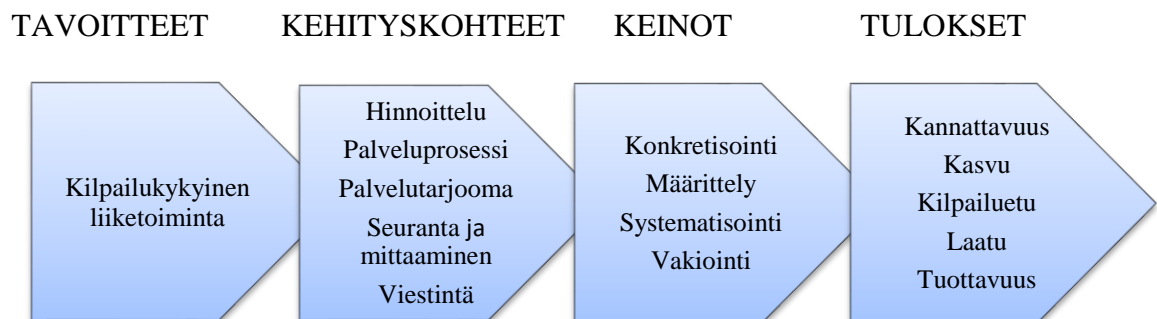 TAVOITTEET
KEHITYSKOHTEET
KEINOT
TULOKSET
Kilpailukykyinen
liiketoiminta
Hinnoittelu
Palveluprosessi
Palvelutarjooma
Seuranta ja
mittaaminen
Viestintä
Konkretisointi
Määrittely
Systematisointi
Vakiointi
Kannattavuus
Kasvu
Kilpailuetu
Laatu
Tuottavuus